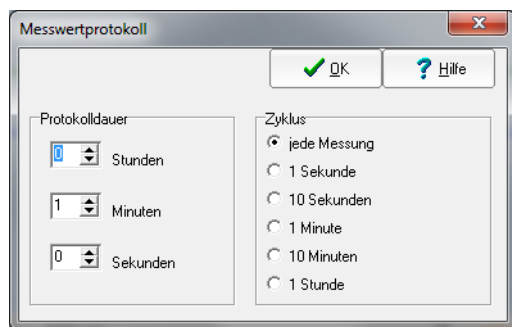 Messwertprotokoll
OK
Hilfe
Protokolldauer
0 Stunden
1 Minuten
0 Sekunden
Zyklus
jede Messung
1 Sekunde
10 Sekunden
1 Minute
10 Minuten
1 Stunde